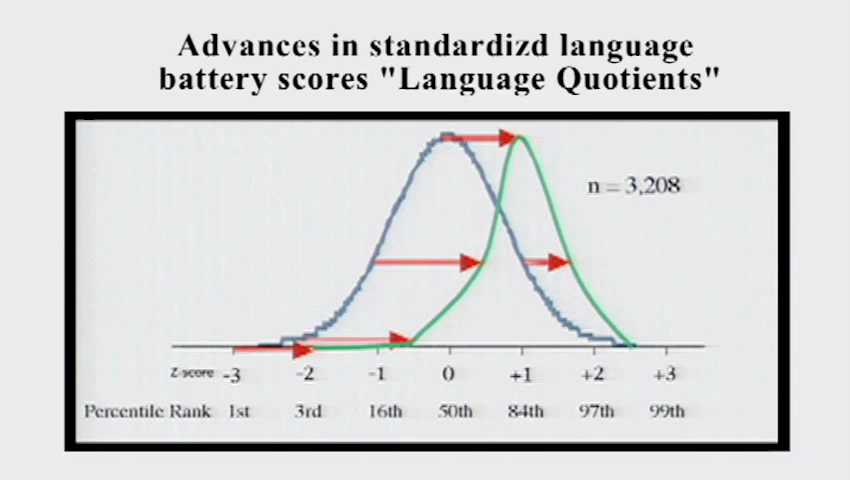 Advances in standardizd language
battery scores "Language Quotients"
n = 3,208
Z-score -3 -2 -1 0 +1 +2 +3
Percentile Rank 1st 3rd 16th 50th 84th 97th 99th